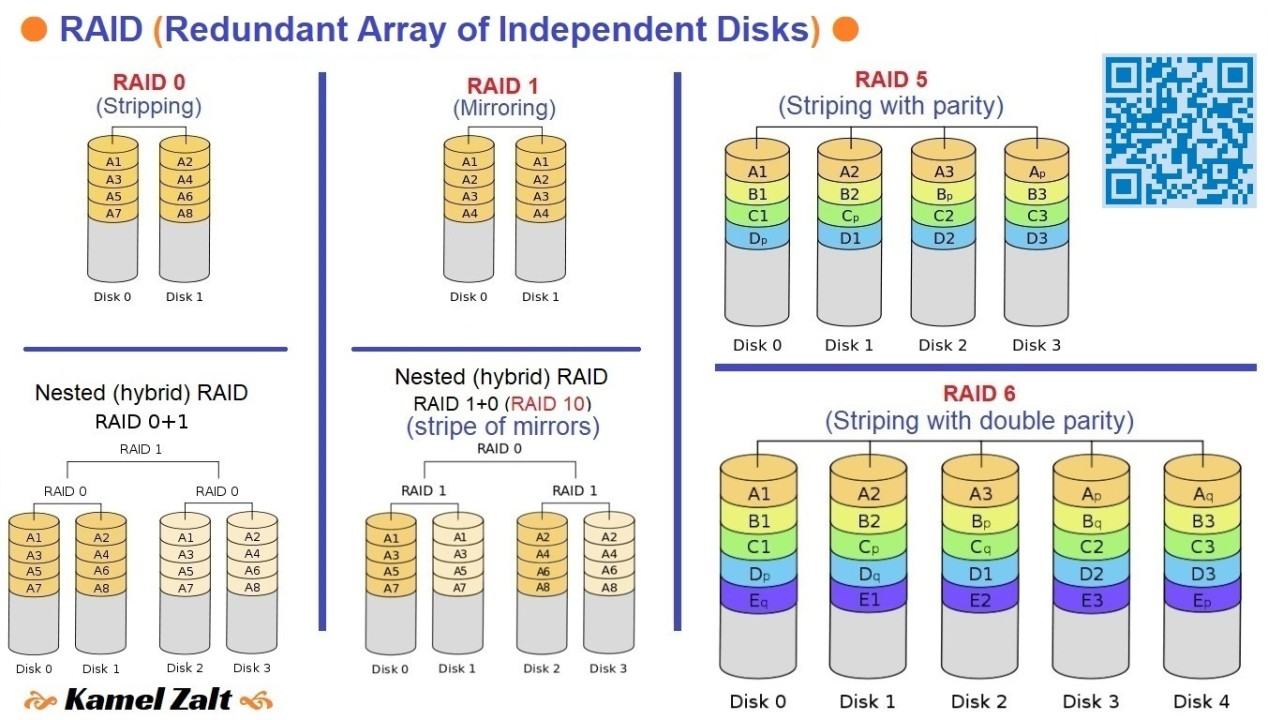 RAID (Redundant Array of Independent Disks)
RAID 0
(Stripping)
A1 A2
A3 A4
A5 A6
A7 A8
Disk 0 Disk 1
RAID 1
(Mirroring)
A1 A1
A2 A2
A3 A3
A4 A4
Disk 0 Disk 1
RAID 5
(Striping with parity)
A1 A2 A3 Ap
B1 B2 Bp B3
C1 Cp C2 C3
Dp D1 D2 D3
Disk 0 Disk 1 Disk 2 Disk 3
Nested (hybrid) RAID
RAID 0+1
RAID 1
RAID 0 RAID 0
A1 A2 A1 A2
A3 A4 A3 A4
A5 A6 A5 A6
A7 A8 A7 A8
Disk 0 Disk 1 Disk 2 Disk 3
Nested (hybrid) RAID
RAID 1+0 (RAID 10)
(stripe of mirrors)
RAID 0
RAID 1 RAID 1
A1 A1 A2 A2
A3 A3 A4 A4
A5 A5 A6 A6
A7 A7 A8 A8
Disk 0 Disk 1 Disk 2 Disk 3
RAID 6
(Striping with double parity)
A1 A2 A3 Ap Aq
B1 B2 Bp Bq B3
C1 Cp Cq C2 C3
Dp Dq D1 D2 D3
Eq E1 E2 E3 Ep
Disk 0 Disk 1 Disk 2 Disk 3 Disk 4
Kamel Zalt